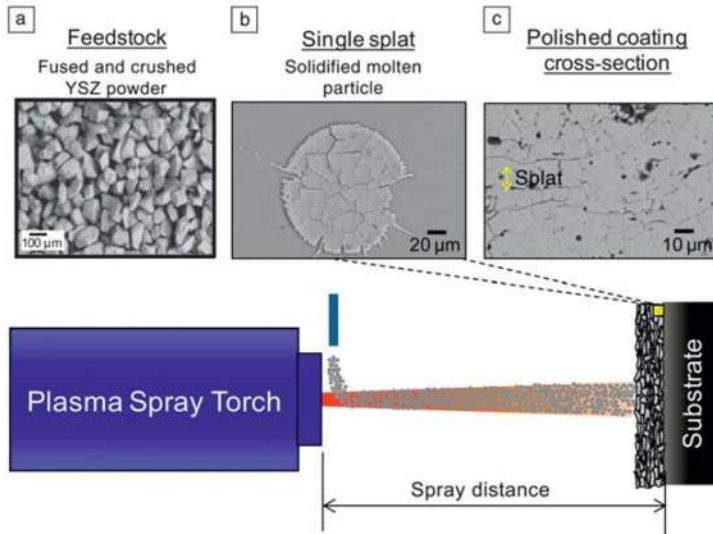 a
Feedstock
Fused and crushed
YSZ powder
100 µm
b
Single splat
Solidified molten
particle
20 µm
c
Polished coating
cross-section
Splat
10 µm
Plasma Spray Torch
Substrate
Spray distance